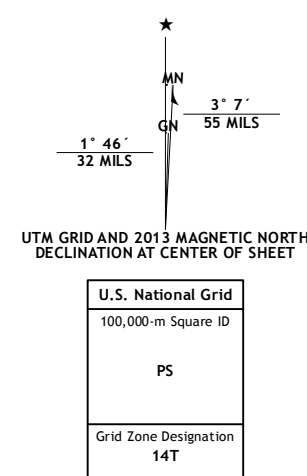 MN
3° 7´
55 MILS
GN
1° 46´
32 MILS
UTM GRID AND 2013 MAGNETIC NORTH
DECLINATION AT CENTER OF SHEET
U.S. National Grid
100,000-m Square ID
PS
Grid Zone Designation
14T